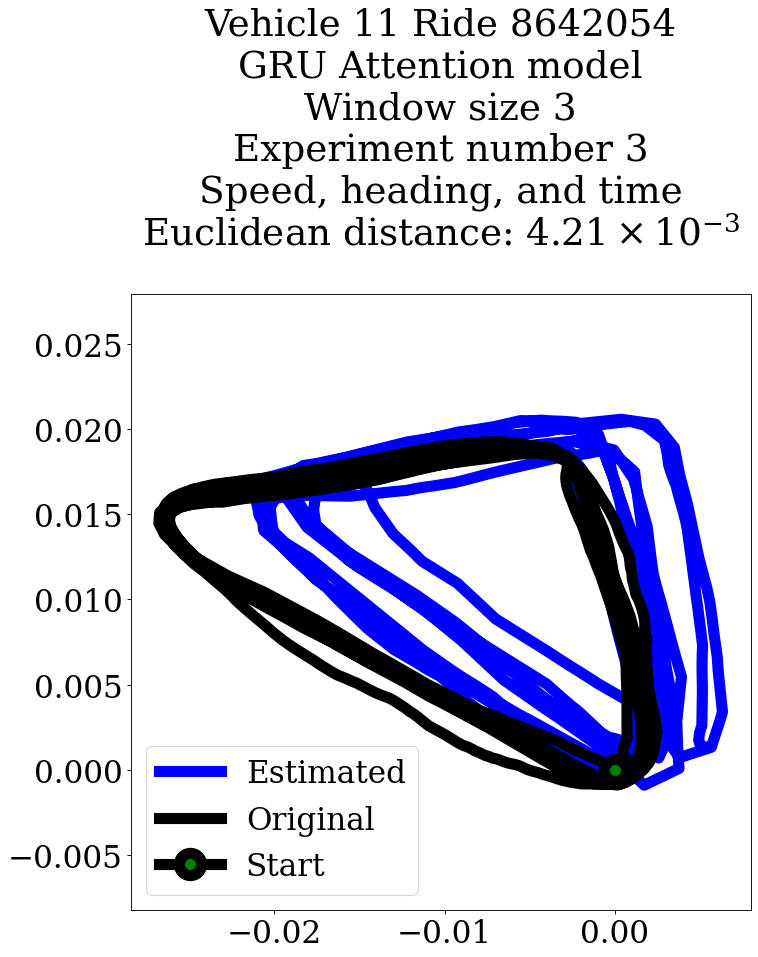 Vehicle 11 Ride 8642054
GRU Attention model
Window size 3
Experiment number 3
Speed, heading, and time
Euclidean distance: 4.21 × 10⁻³
0.025
0.020
0.015
0.010
0.005
0.000
−0.005
Estimated
Original
Start
−0.02 −0.01 0.00